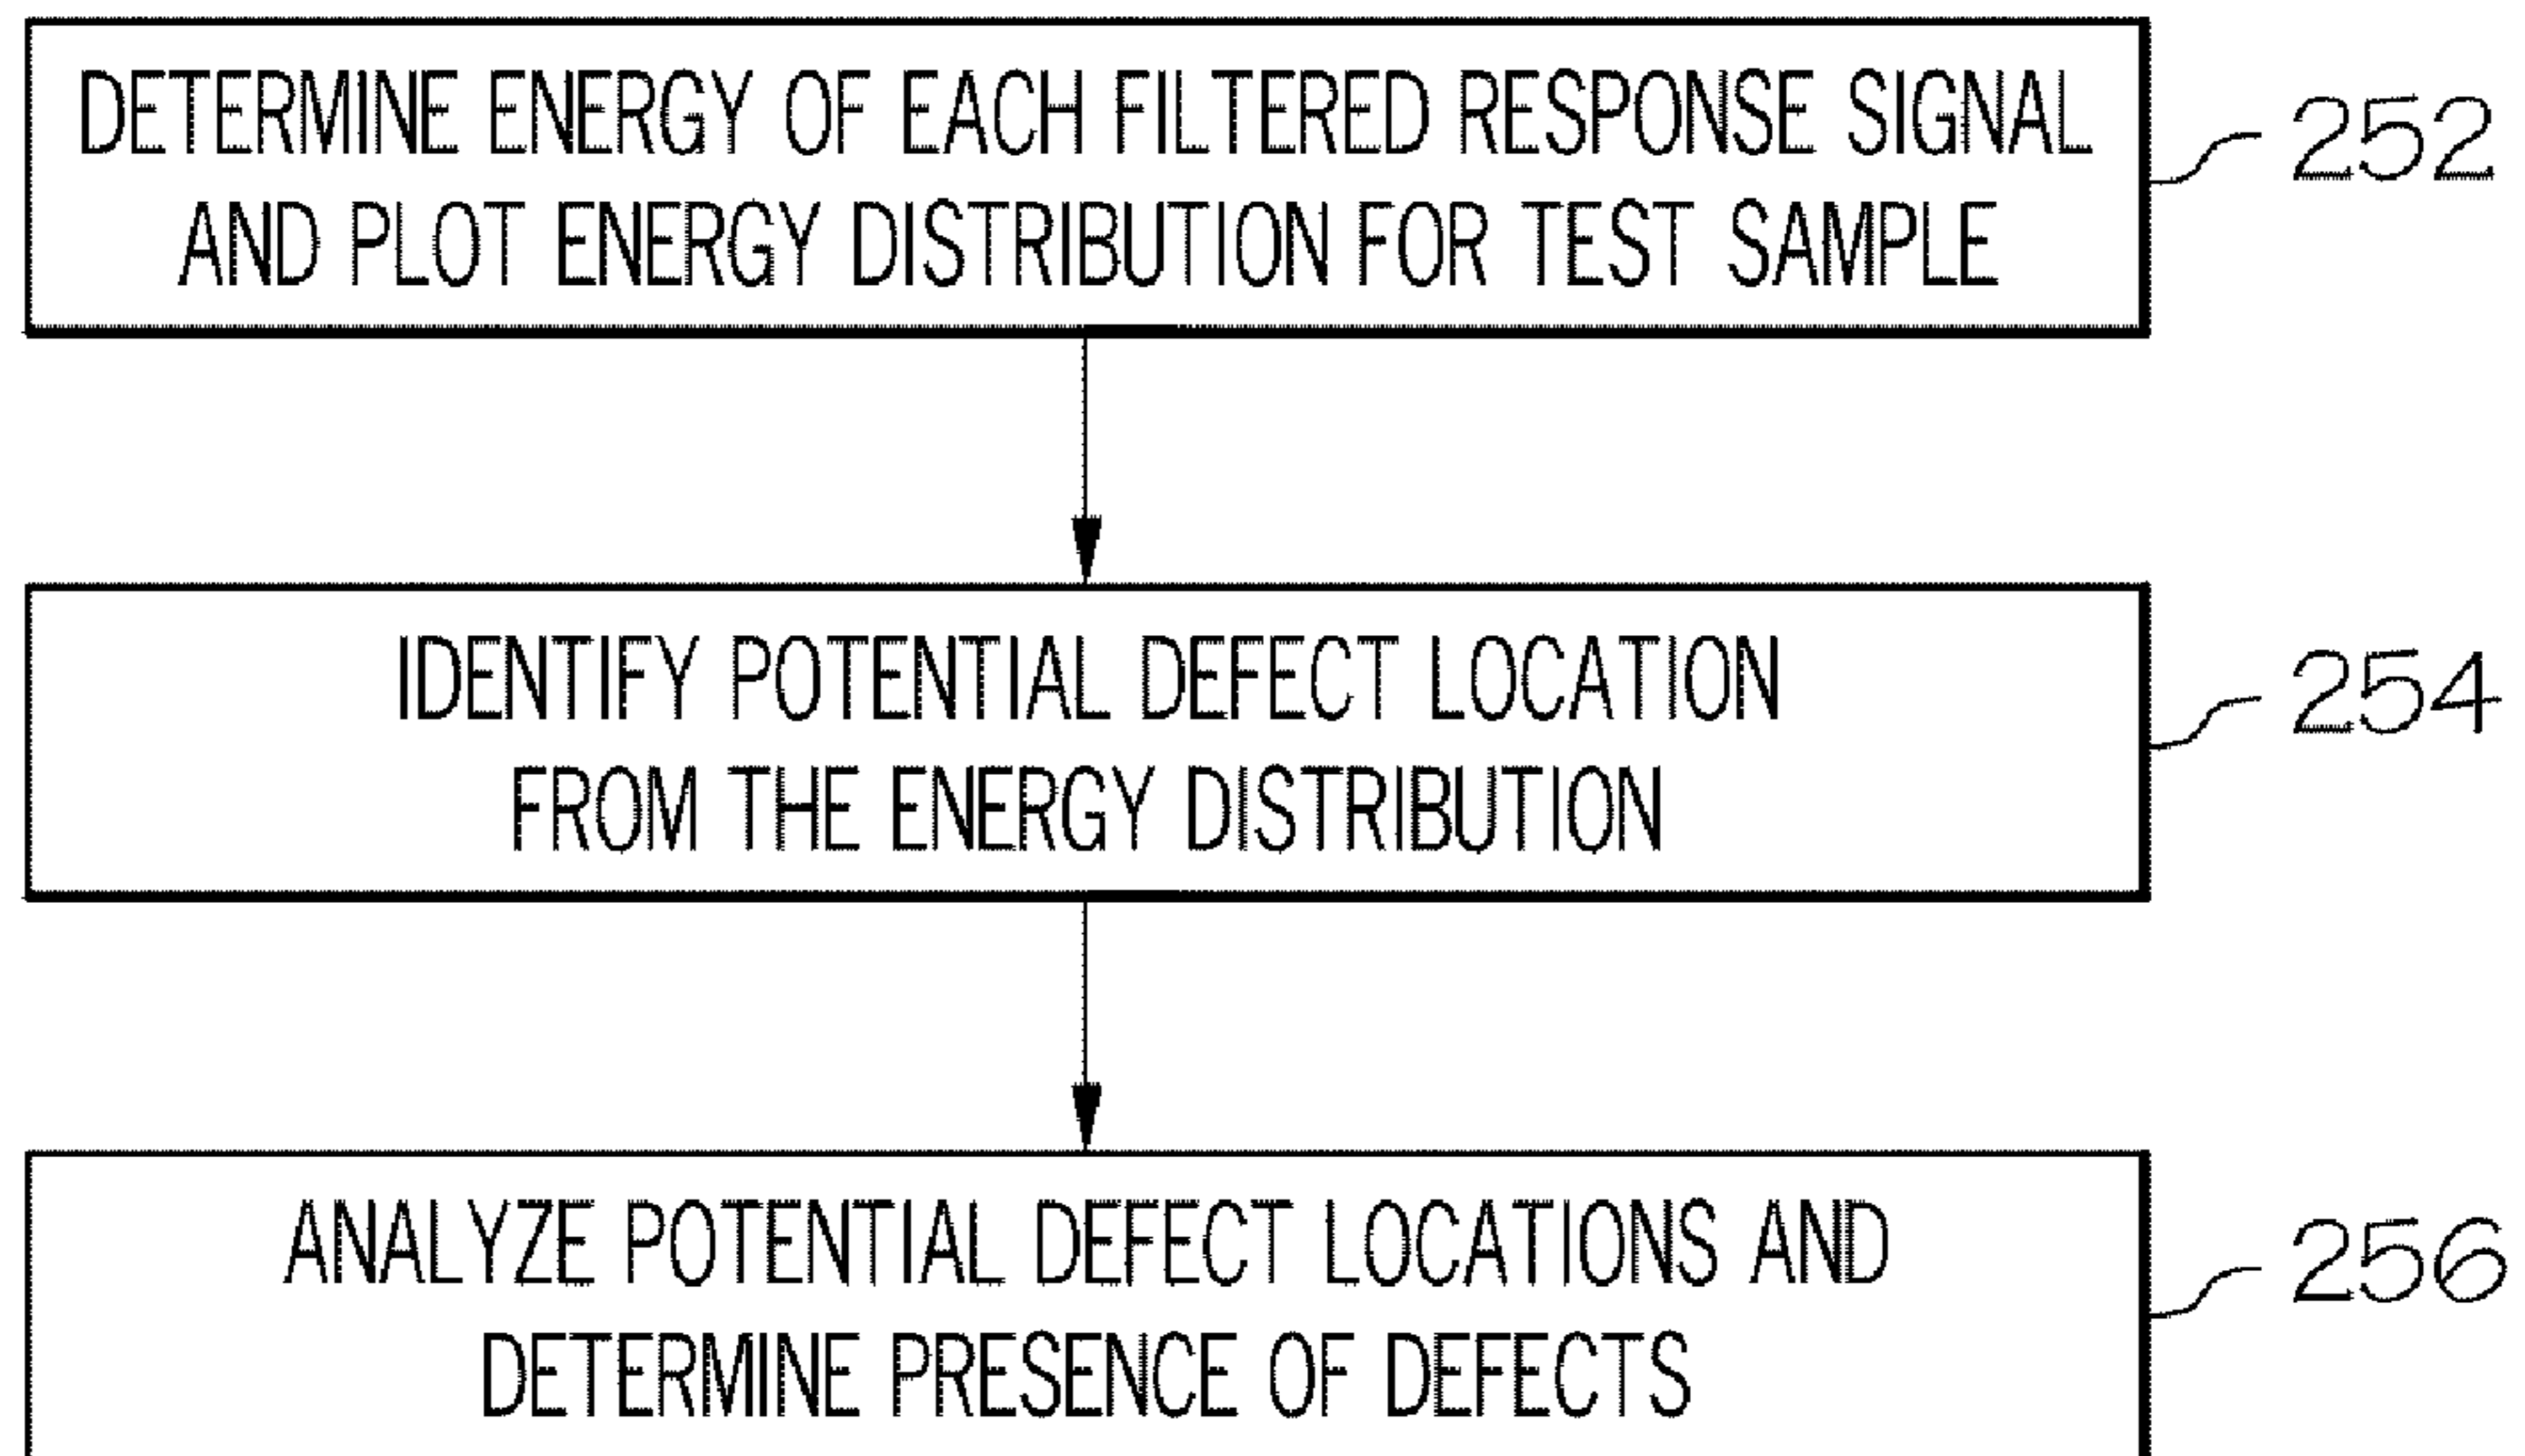 DETERMINE ENERGY OF EACH FILTERED RESPONSE SIGNAL
AND PLOT ENERGY DISTRIBUTION FOR TEST SAMPLE
252
IDENTIFY POTENTIAL DEFECT LOCATION
FROM THE ENERGY DISTRIBUTION
254
ANALYZE POTENTIAL DEFECT LOCATIONS AND
DETERMINE PRESENCE OF DEFECTS
256